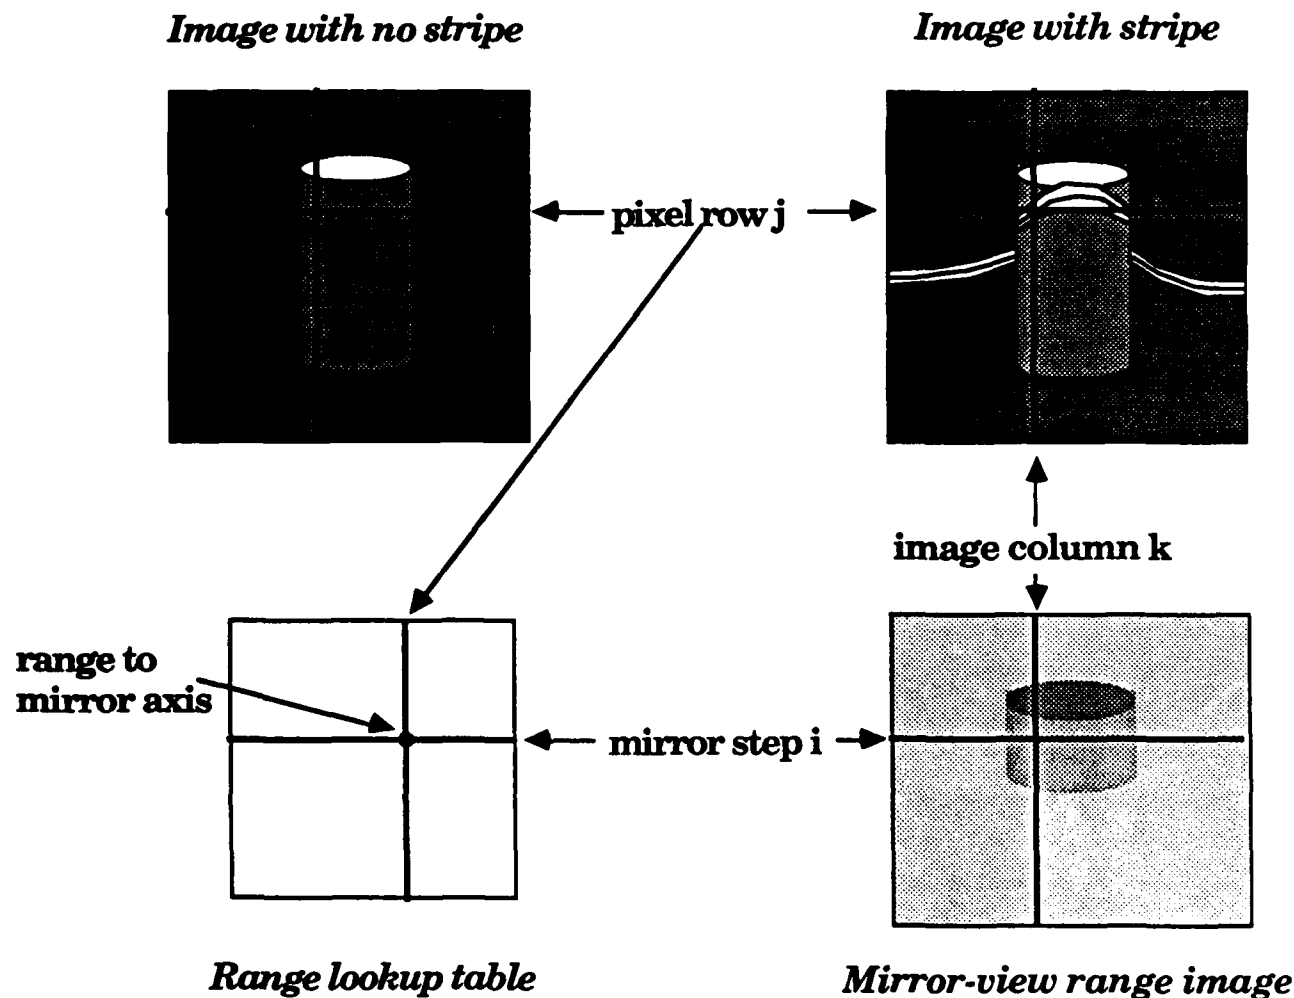 Image with no stripe
Image with stripe
pixel row j
image column k
range to
mirror axis
mirror step i
Range lookup table
Mirror-view range image